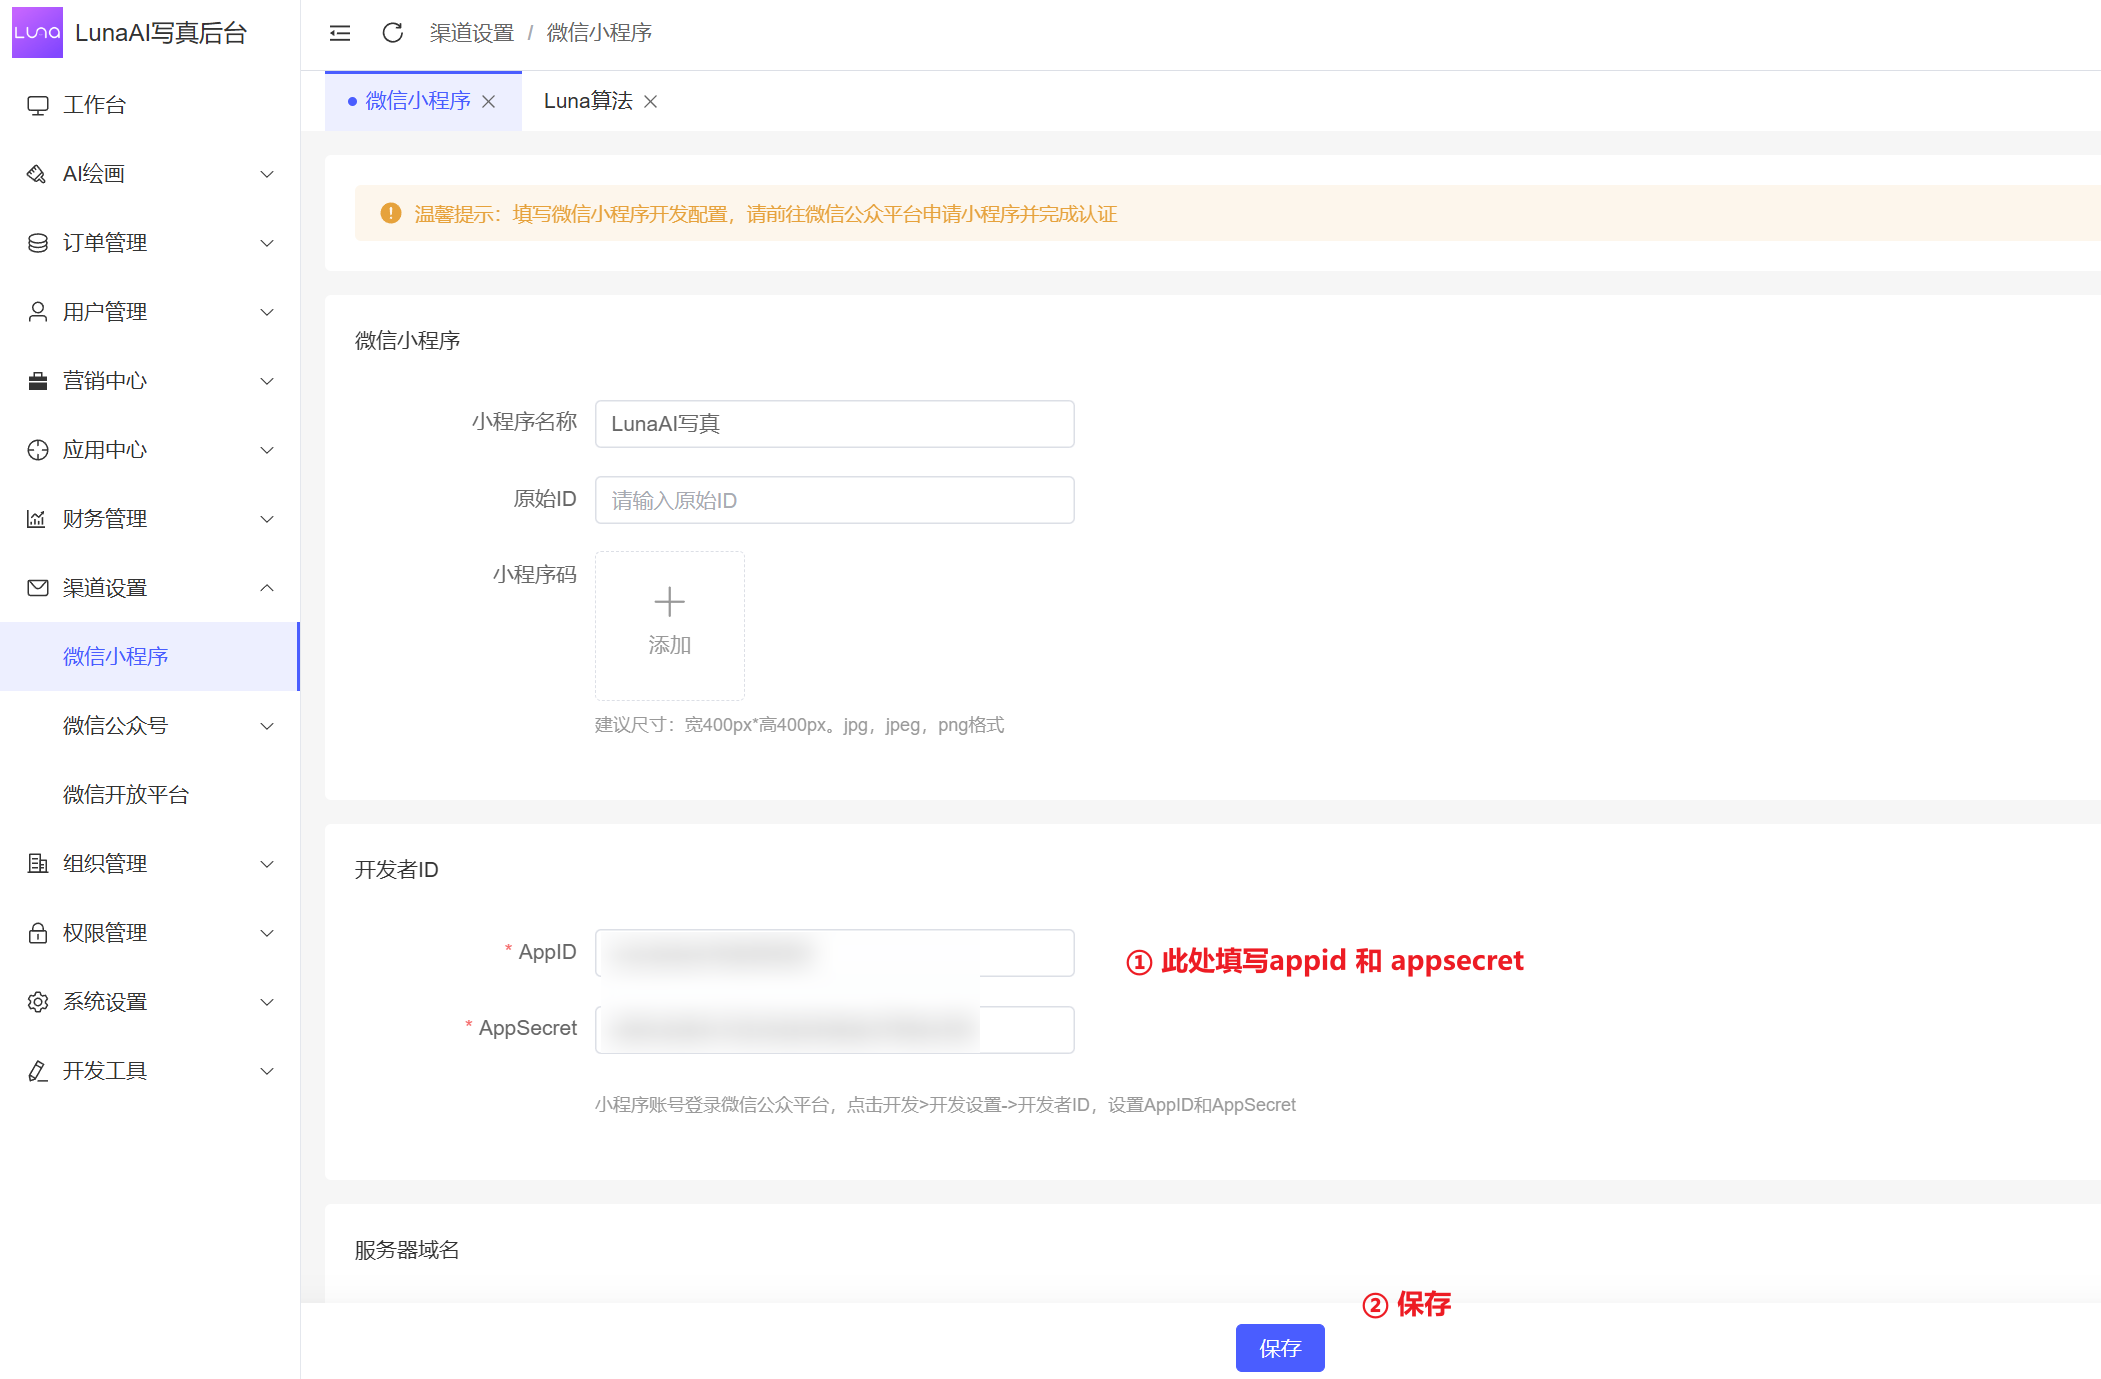 Luna LunaAI写真后台
渠道设置 / 微信小程序
微信小程序
Luna算法
工作台
AI绘画
订单管理
用户管理
营销中心
应用中心
财务管理
渠道设置
微信小程序
微信公众号
微信开放平台
组织管理
权限管理
系统设置
开发工具
温馨提示：填写微信小程序开发配置，请前往微信公众平台申请小程序并完成认证
微信小程序
小程序名称 LunaAI写真
原始ID 请输入原始ID
小程序码
添加
建议尺寸：宽400px*高400px。jpg，jpeg，png格式
开发者ID
* AppID
① 此处填写appid 和 appsecret
* AppSecret
小程序账号登录微信公众平台，点击开发>开发设置->开发者ID，设置AppID和AppSecret
服务器域名
② 保存
保存